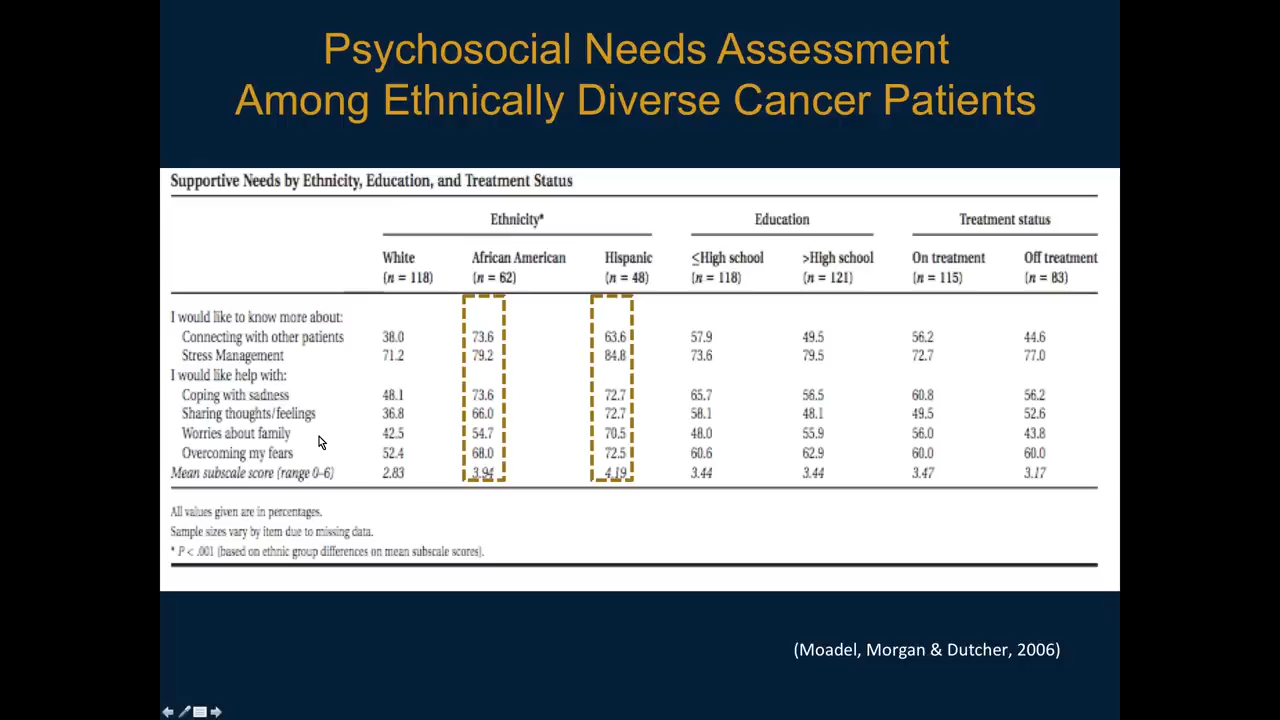 Psychosocial Needs Assessment
Among Ethnically Diverse Cancer Patients
Supportive Needs by Ethnicity, Education, and Treatment Status
Ethnicity* Education Treatment status
White African American Hispanic ≤High school >High school On treatment Off treatment
(n = 118) (n = 62) (n = 48) (n = 118) (n = 121) (n = 115) (n = 83)
I would like to know more about:
Connecting with other patients 38.0 73.6 63.6 57.9 49.5 56.2 44.6
Stress Management 71.2 79.2 84.8 73.6 79.5 72.7 77.0
I would like help with:
Coping with sadness 48.1 73.6 72.7 65.7 56.5 60.8 56.2
Sharing thoughts/feelings 36.8 66.0 72.7 58.1 48.1 49.5 52.6
Worries about family 42.5 54.7 70.5 48.0 55.9 56.0 43.8
Overcoming my fears 52.4 68.0 72.5 60.6 62.9 60.0 60.0
Mean subscale score (range 0–6) 2.83 3.94 4.19 3.44 3.44 3.47 3.17
All values given are in percentages.
Sample sizes vary by item due to missing data.
* P < .001 (based on ethnic group differences on mean subscale scores).
(Moadel, Morgan & Dutcher, 2006)